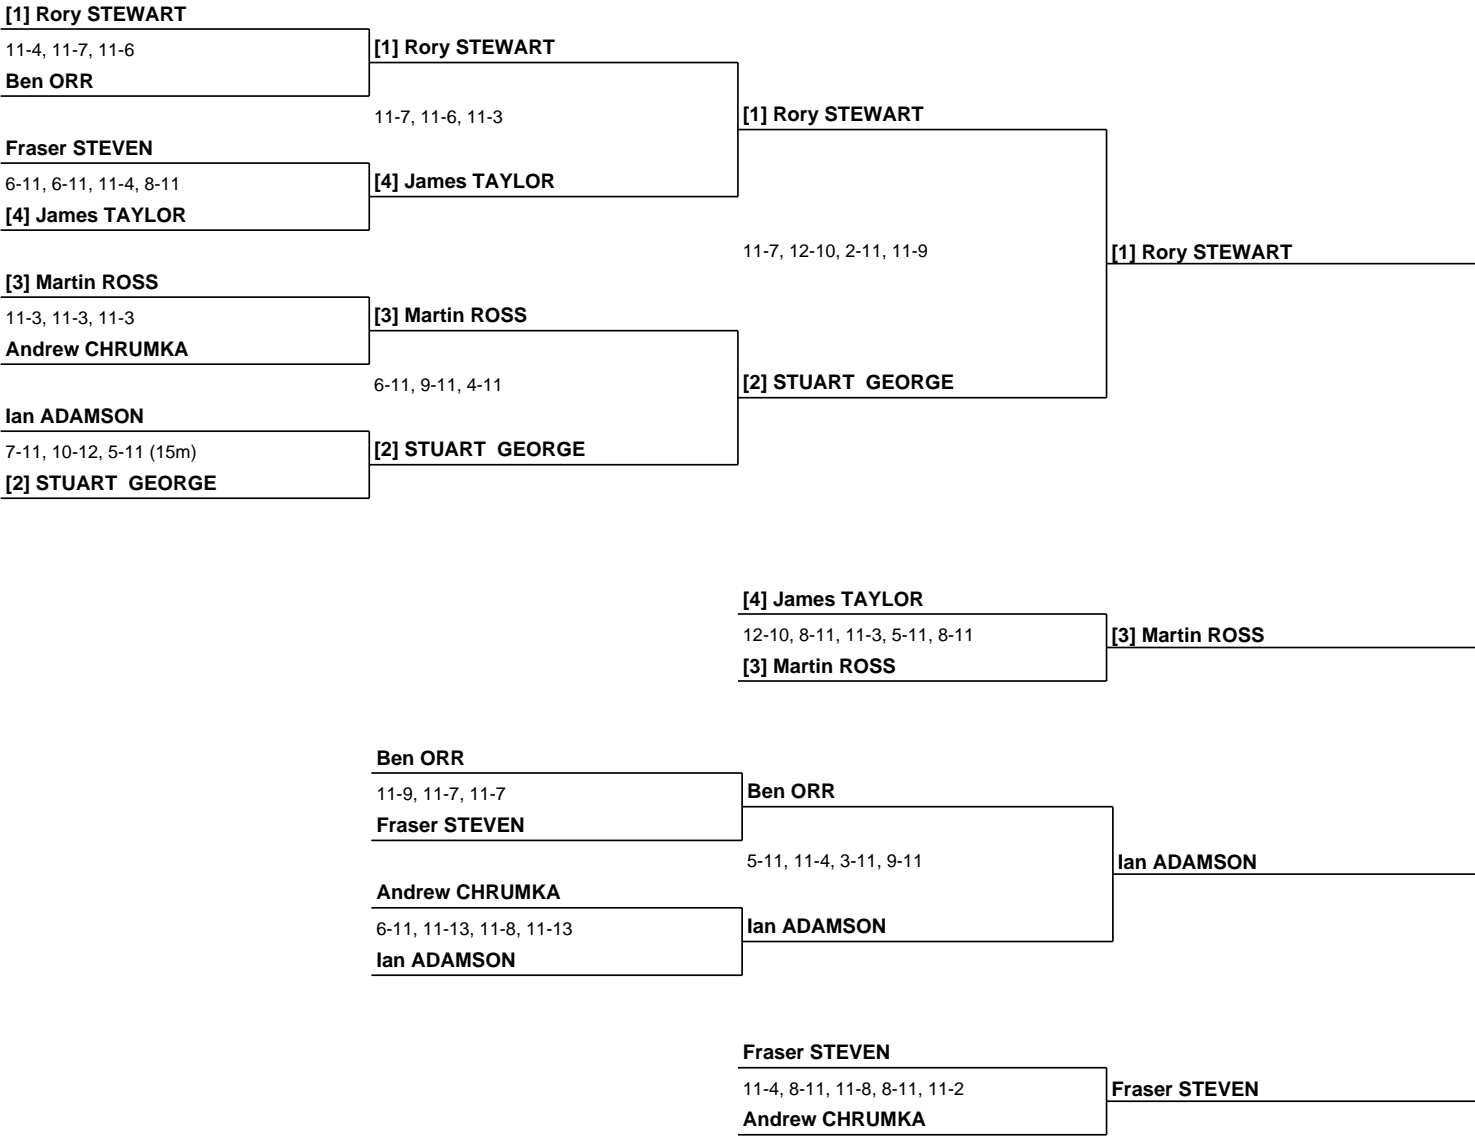 [1] Rory STEWART
11-4, 11-7, 11-6
[1] Rory STEWART
Ben ORR
11-7, 11-6, 11-3
[1] Rory STEWART
Fraser STEVEN
6-11, 6-11, 11-4, 8-11
[4] James TAYLOR
[4] James TAYLOR
11-7, 12-10, 2-11, 11-9
[1] Rory STEWART
[3] Martin ROSS
11-3, 11-3, 11-3
[3] Martin ROSS
Andrew CHRUMKA
6-11, 9-11, 4-11
[2] STUART  GEORGE
Ian ADAMSON
7-11, 10-12, 5-11 (15m)
[2] STUART  GEORGE
[2] STUART  GEORGE
[4] James TAYLOR
12-10, 8-11, 11-3, 5-11, 8-11
[3] Martin ROSS
[3] Martin ROSS
Ben ORR
11-9, 11-7, 11-7
Ben ORR
Fraser STEVEN
5-11, 11-4, 3-11, 9-11
Ian ADAMSON
Andrew CHRUMKA
6-11, 11-13, 11-8, 11-13
Ian ADAMSON
Ian ADAMSON
Fraser STEVEN
11-4, 8-11, 11-8, 8-11, 11-2
Fraser STEVEN
Andrew CHRUMKA